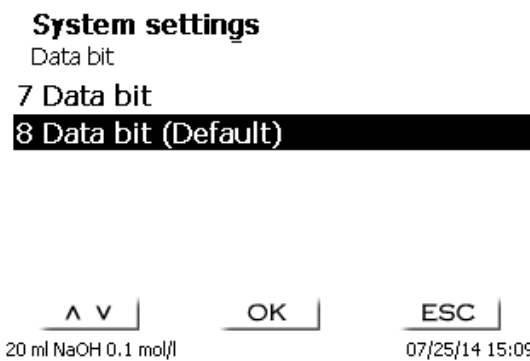 System settings
Data bit
7 Data bit
8 Data bit (Default)
∧ ∨ OK ESC
20 ml NaOH 0.1 mol/l 07/25/14 15:09